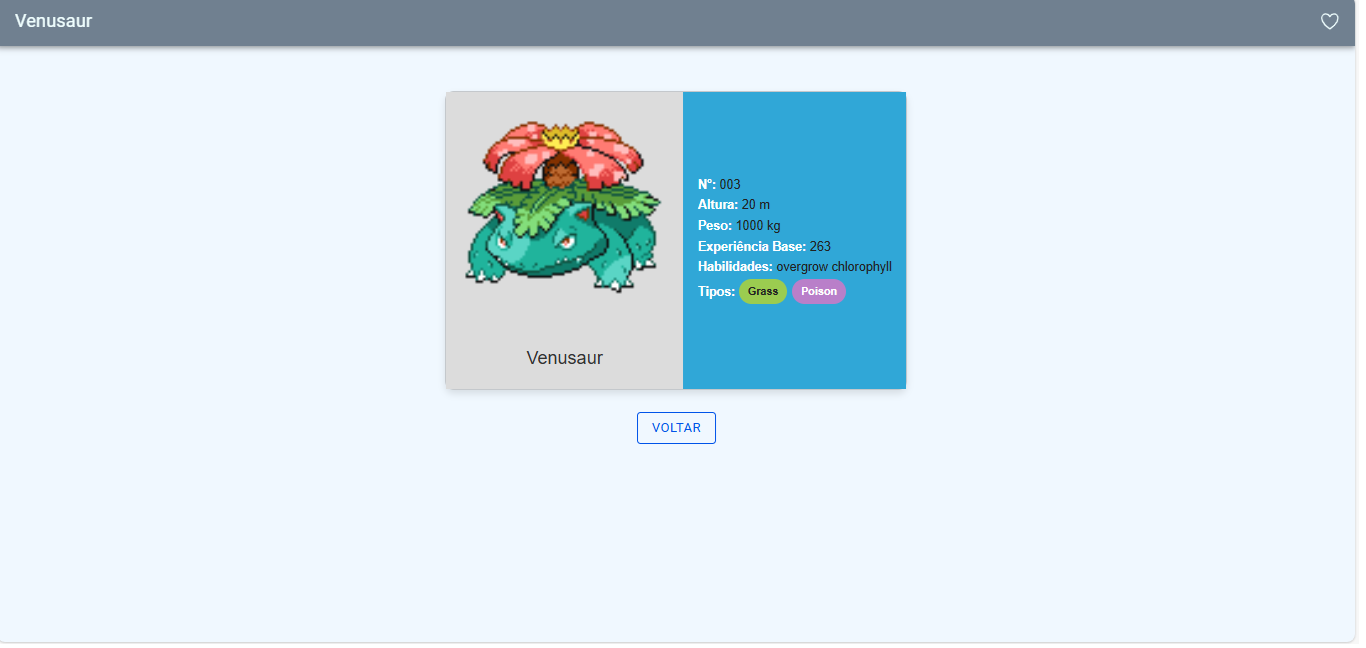 Venusaur
Nº: 003
Altura: 20 m
Peso: 1000 kg
Experiência Base: 263
Habilidades: overgrow chlorophyll
Tipos: Grass Poison
Venusaur
VOLTAR